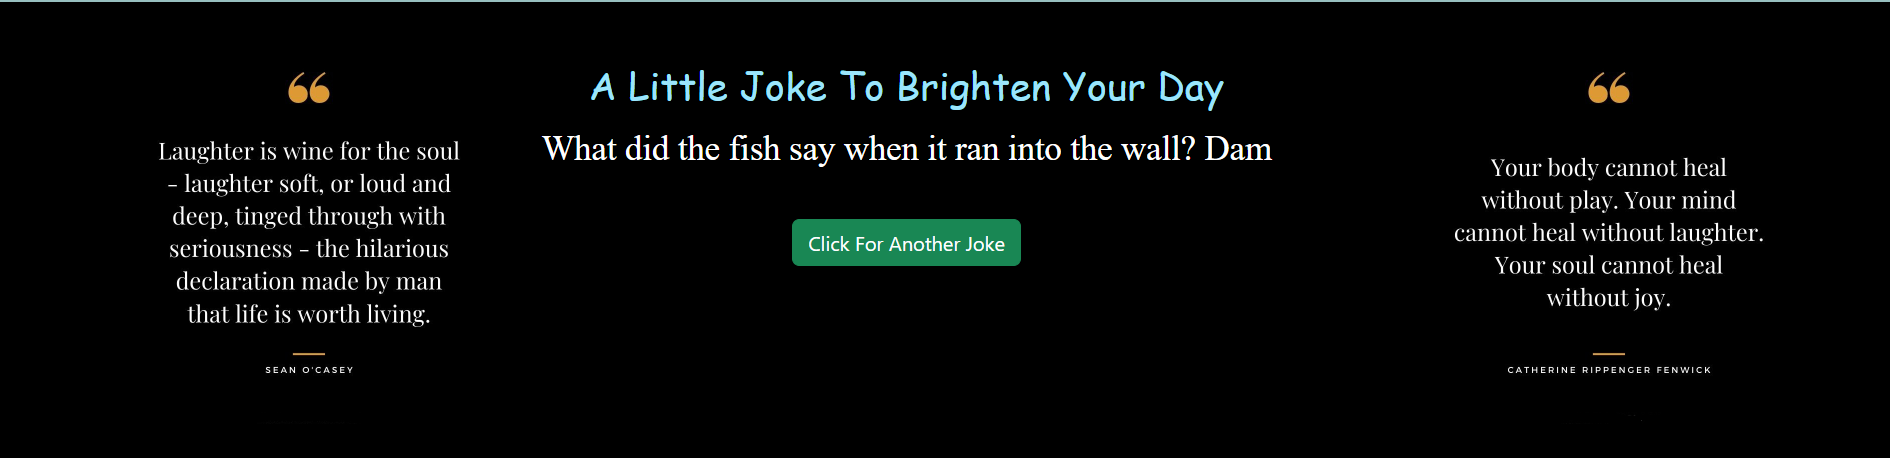 “
Laughter is wine for the soul
- laughter soft, or loud and
deep, tinged through with
seriousness - the hilarious
declaration made by man
that life is worth living.
SEAN O'CASEY
A Little Joke To Brighten Your Day
What did the fish say when it ran into the wall? Dam
Click For Another Joke
“
Your body cannot heal
without play. Your mind
cannot heal without laughter.
Your soul cannot heal
without joy.
CATHERINE RIPPENGER FENWICK